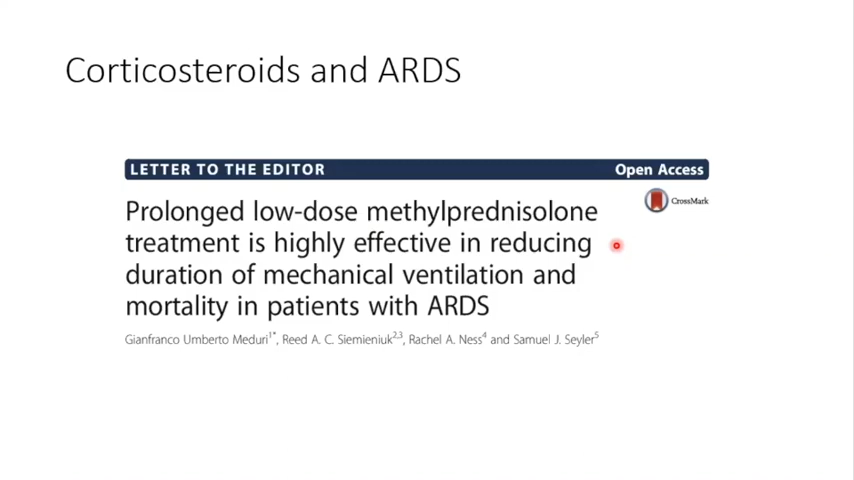 Corticosteroids and ARDS
LETTER TO THE EDITOR Open Access
CrossMark
Prolonged low-dose methylprednisolone
treatment is highly effective in reducing
duration of mechanical ventilation and
mortality in patients with ARDS
Gianfranco Umberto Meduri1*, Reed A. C. Siemieniuk2,3, Rachel A. Ness4 and Samuel J. Seyler5